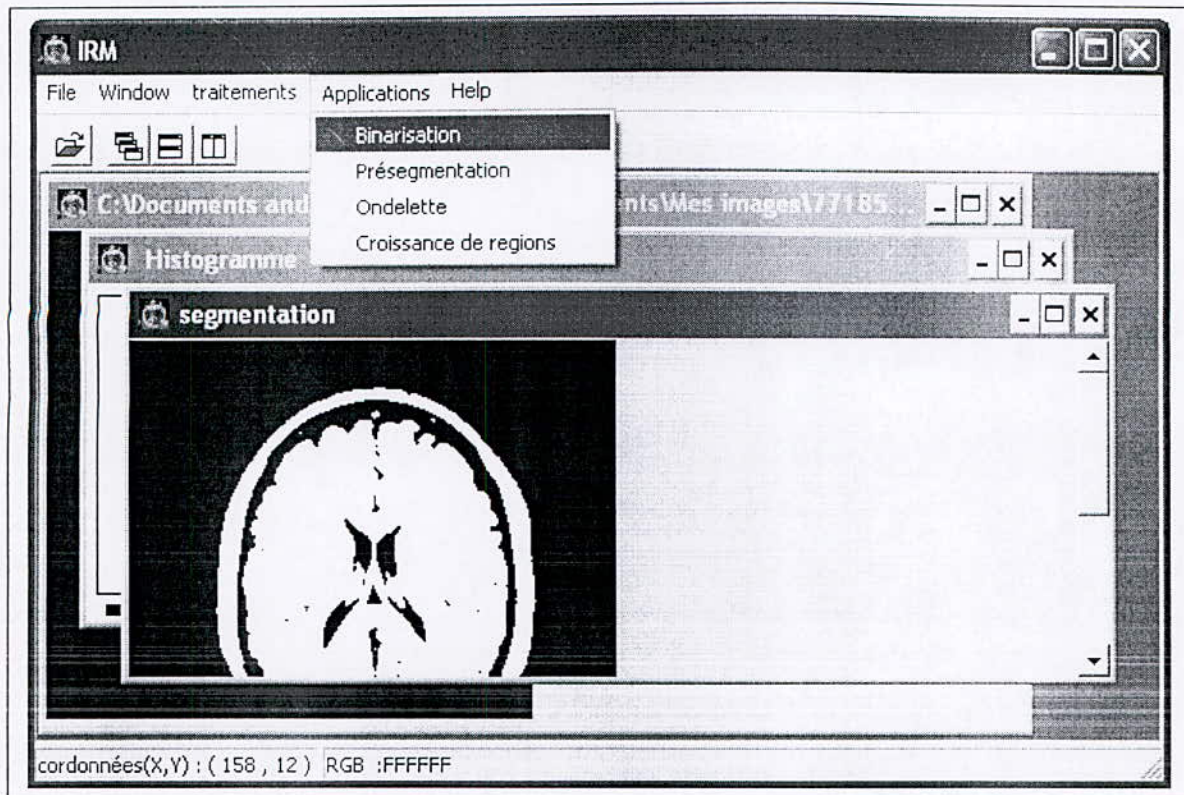 IRM
File Window traitements Applications Help
Binarisation
Présegmentation
Ondelette
Croissance de regions
C:\Documents and nts\Mes images\77185...
Histogramme
segmentation
cordonnées(X,Y) : ( 158 , 12 ) RGB :FFFFFF